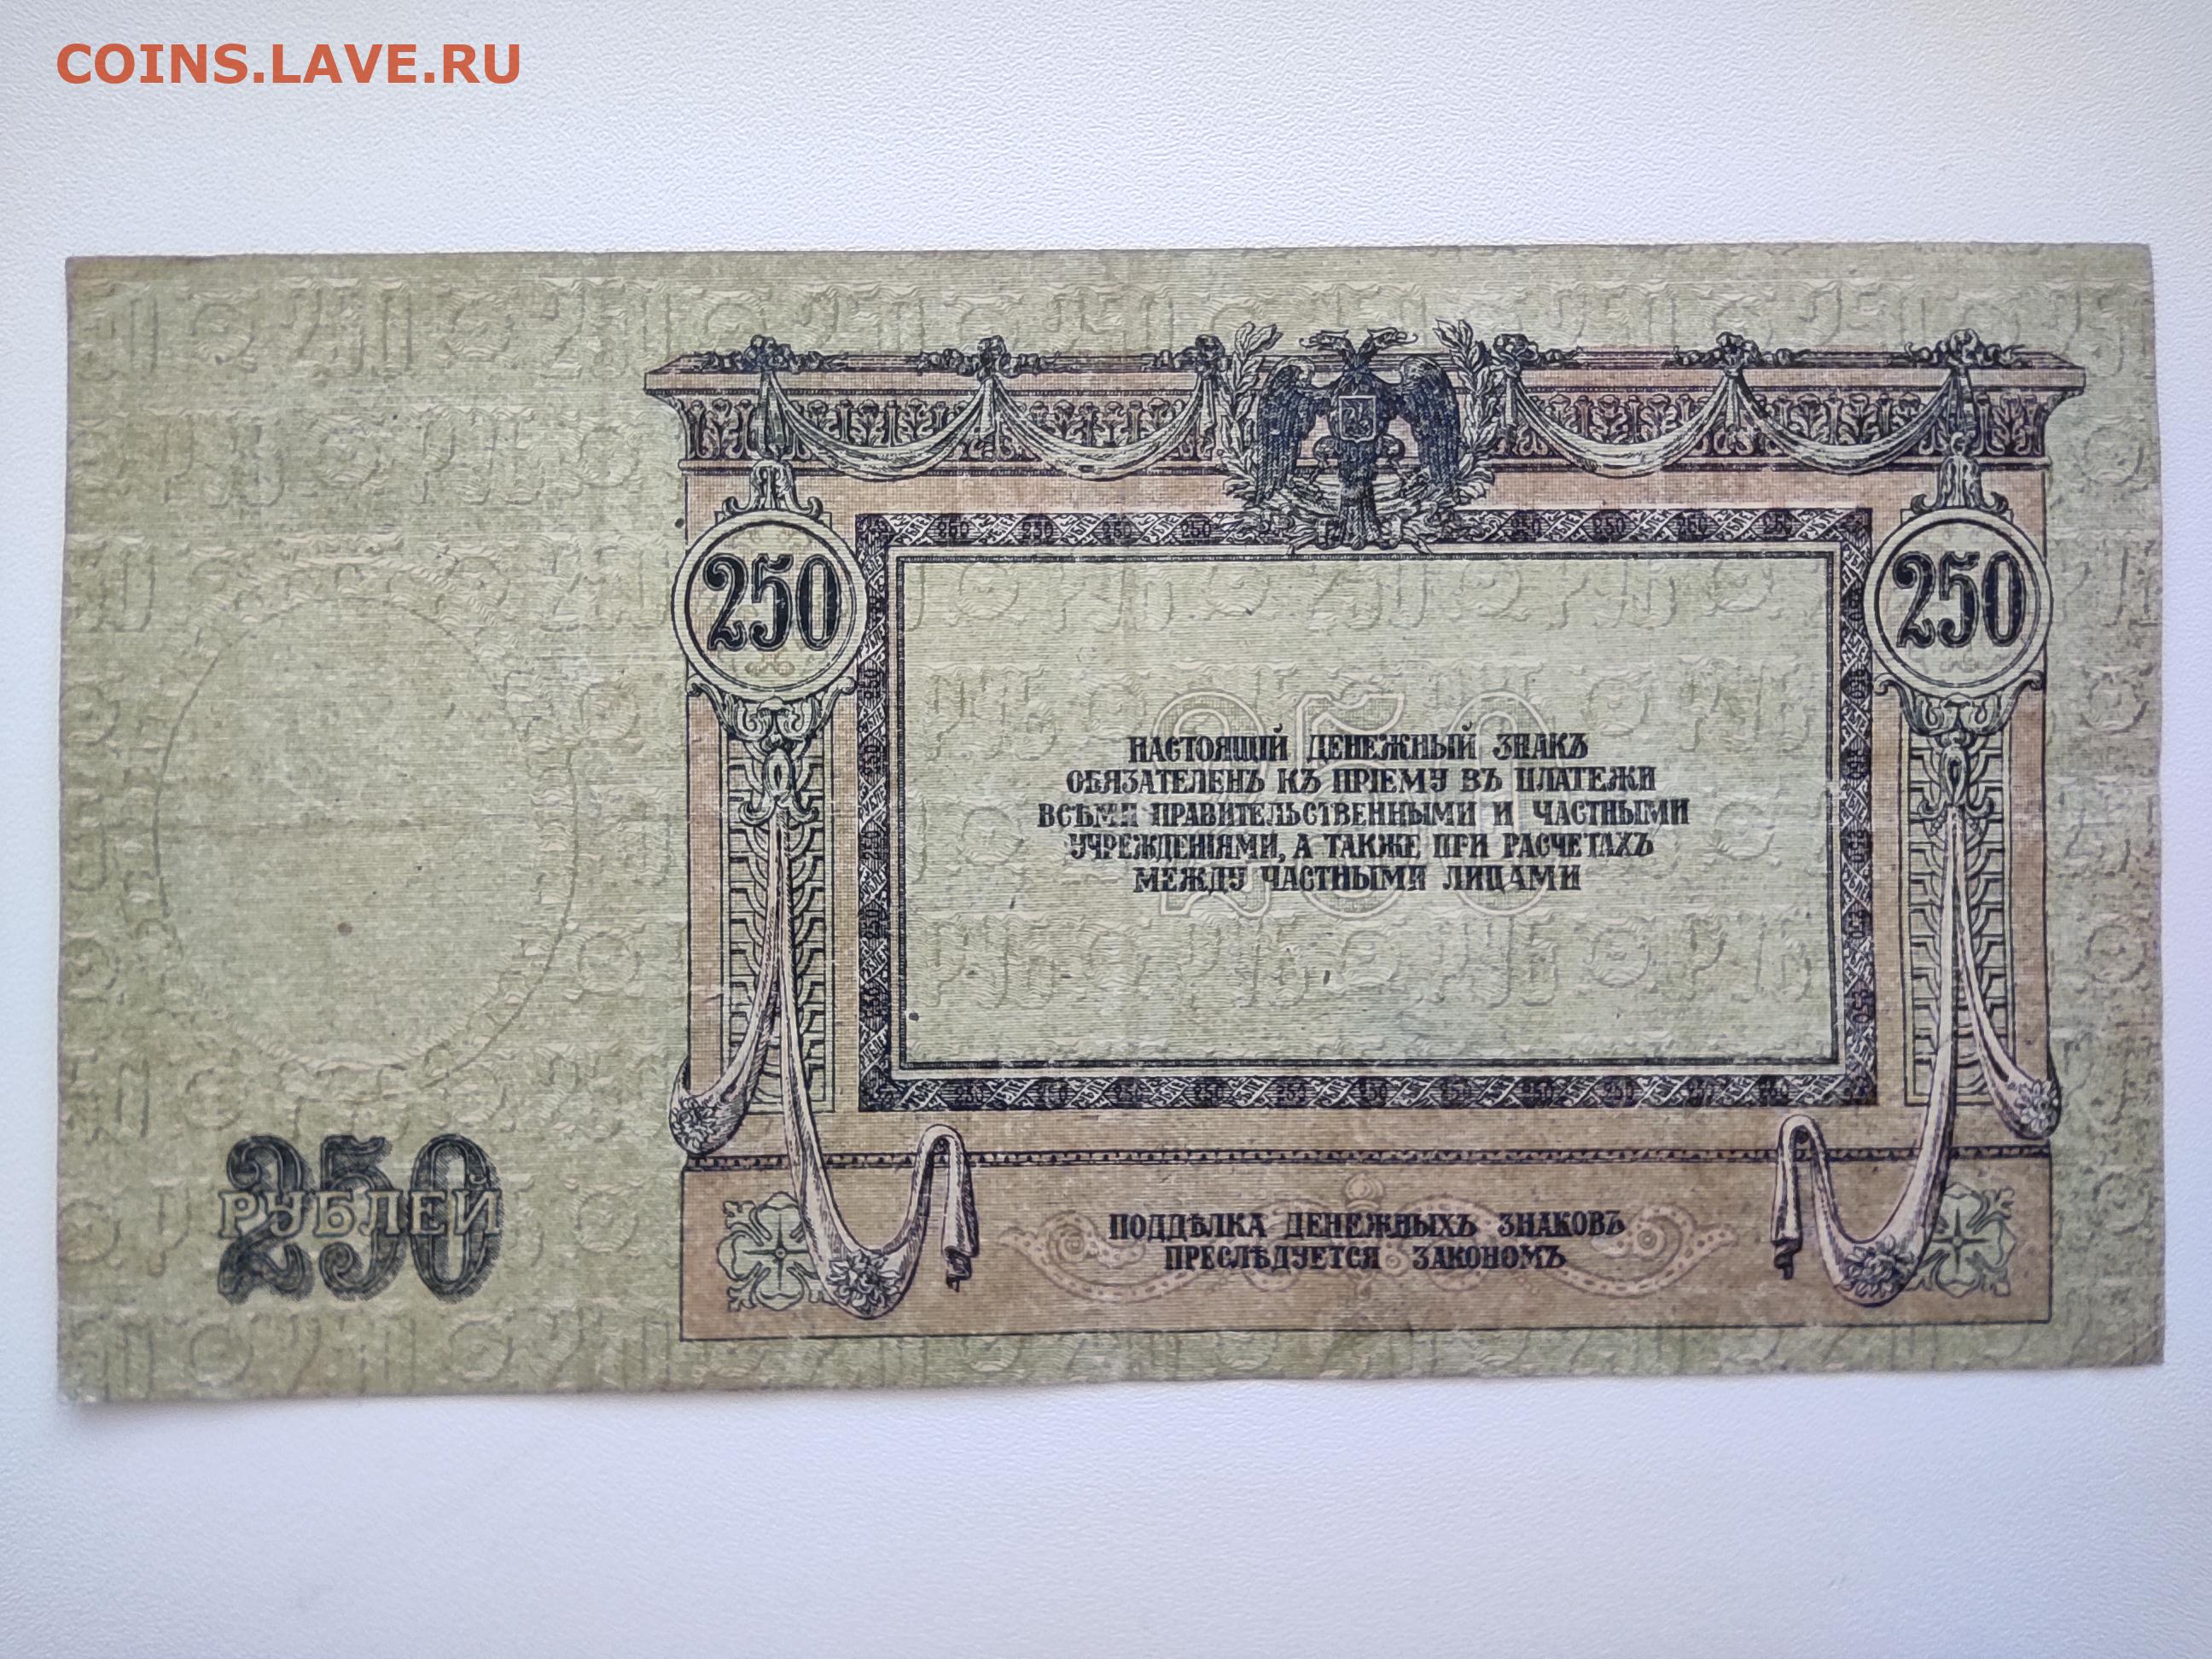 COINS.LAVE.RU
250
250
НАСТОЯЩІЙ ДЕНЕЖНЫЙ ЗНАКЪ
ОБЯЗАТЕЛЕНЪ КЪ ПРІЕМУ ВЪ ПЛАТЕЖИ
ВСѢМИ ПРАВИТЕЛЬСТВЕННЫМИ И ЧАСТНЫМИ
УЧРЕЖДЕНІЯМИ, А ТАКЖЕ ПРИ РАСЧЕТАХЪ
МЕЖДУ ЧАСТНЫМИ ЛИЦАМИ
250
РУБЛЕЙ
ПОДДѢЛКА ДЕНЕЖНЫХЪ ЗНАКОВЪ
ПРЕСЛѢДУЕТСЯ ЗАКОНОМЪ